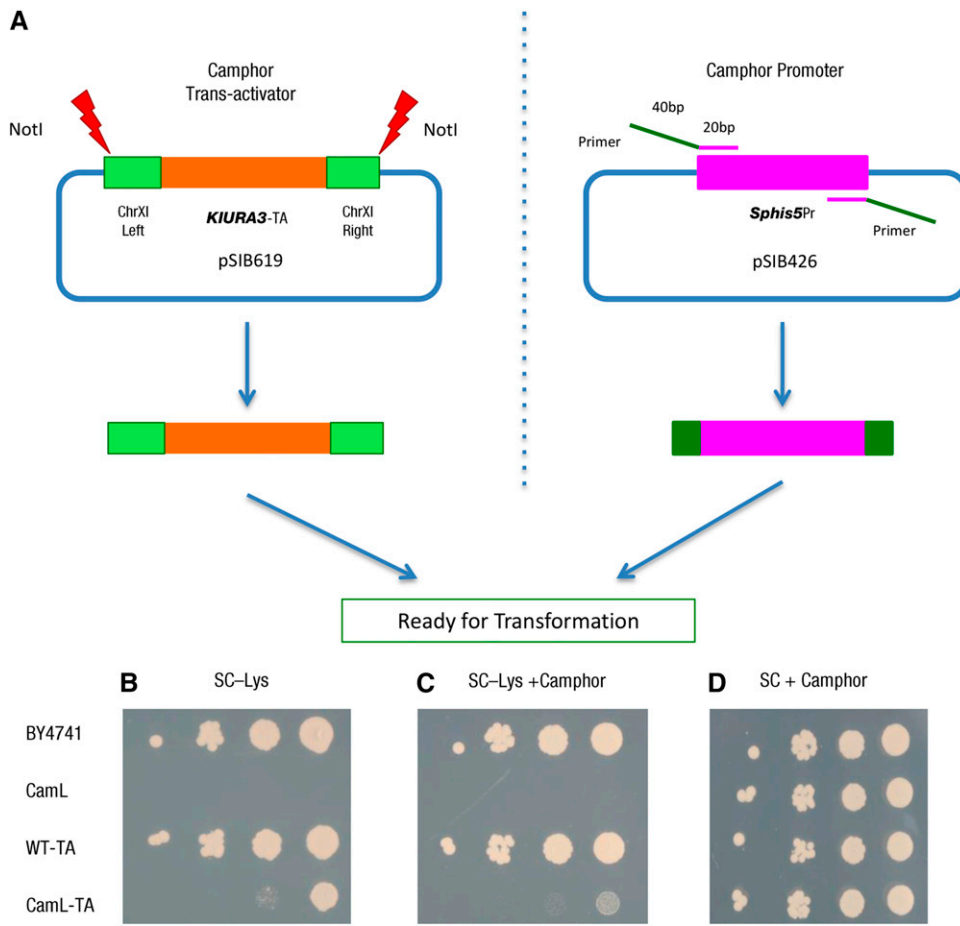 A
Camphor
Trans-activator
NotI
NotI
ChrXI
Left
KlURA3-TA
ChrXI
Right
pSIB619
Camphor Promoter
40bp
20bp
Primer
Sphis5Pr
Primer
pSIB426
Ready for Transformation
B
SC–Lys
C
SC–Lys +Camphor
D
SC + Camphor
BY4741
CamL
WT-TA
CamL-TA